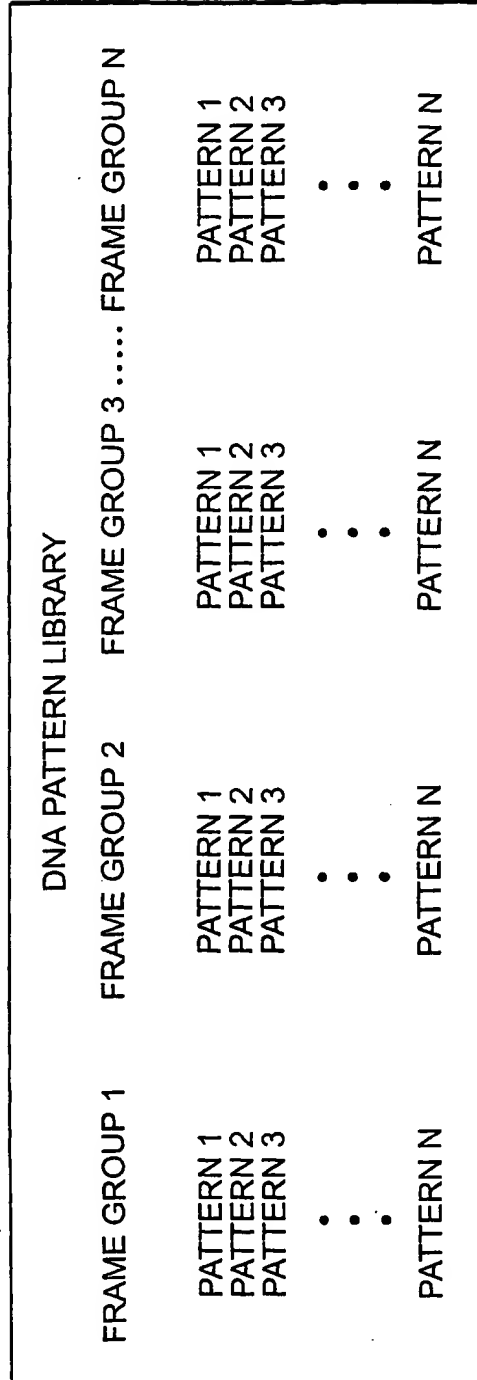 DNA PATTERN LIBRARY
FRAME GROUP 1 FRAME GROUP 2 FRAME GROUP 3 ..... FRAME GROUP N
PATTERN 1 PATTERN 1 PATTERN 1 PATTERN 1
PATTERN 2 PATTERN 2 PATTERN 2 PATTERN 2
PATTERN 3 PATTERN 3 PATTERN 3 PATTERN 3
• • • •
• • • •
• • • •
PATTERN N PATTERN N PATTERN N PATTERN N